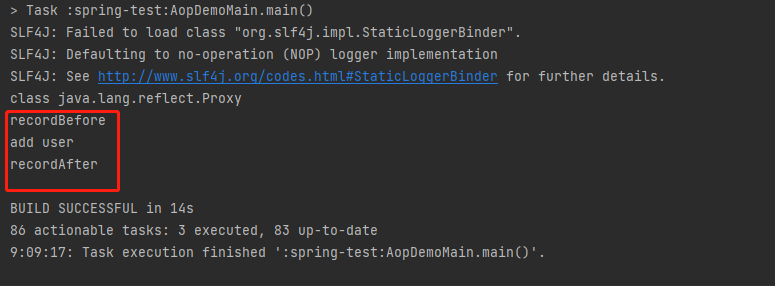 > Task :spring-test:AopDemoMain.main()
SLF4J: Failed to load class "org.slf4j.impl.StaticLoggerBinder".
SLF4J: Defaulting to no-operation (NOP) logger implementation
SLF4J: See http://www.slf4j.org/codes.html#StaticLoggerBinder for further details.
class java.lang.reflect.Proxy
recordBefore
add user
recordAfter
BUILD SUCCESSFUL in 14s
86 actionable tasks: 3 executed, 83 up-to-date
9:09:17: Task execution finished ':spring-test:AopDemoMain.main()'.